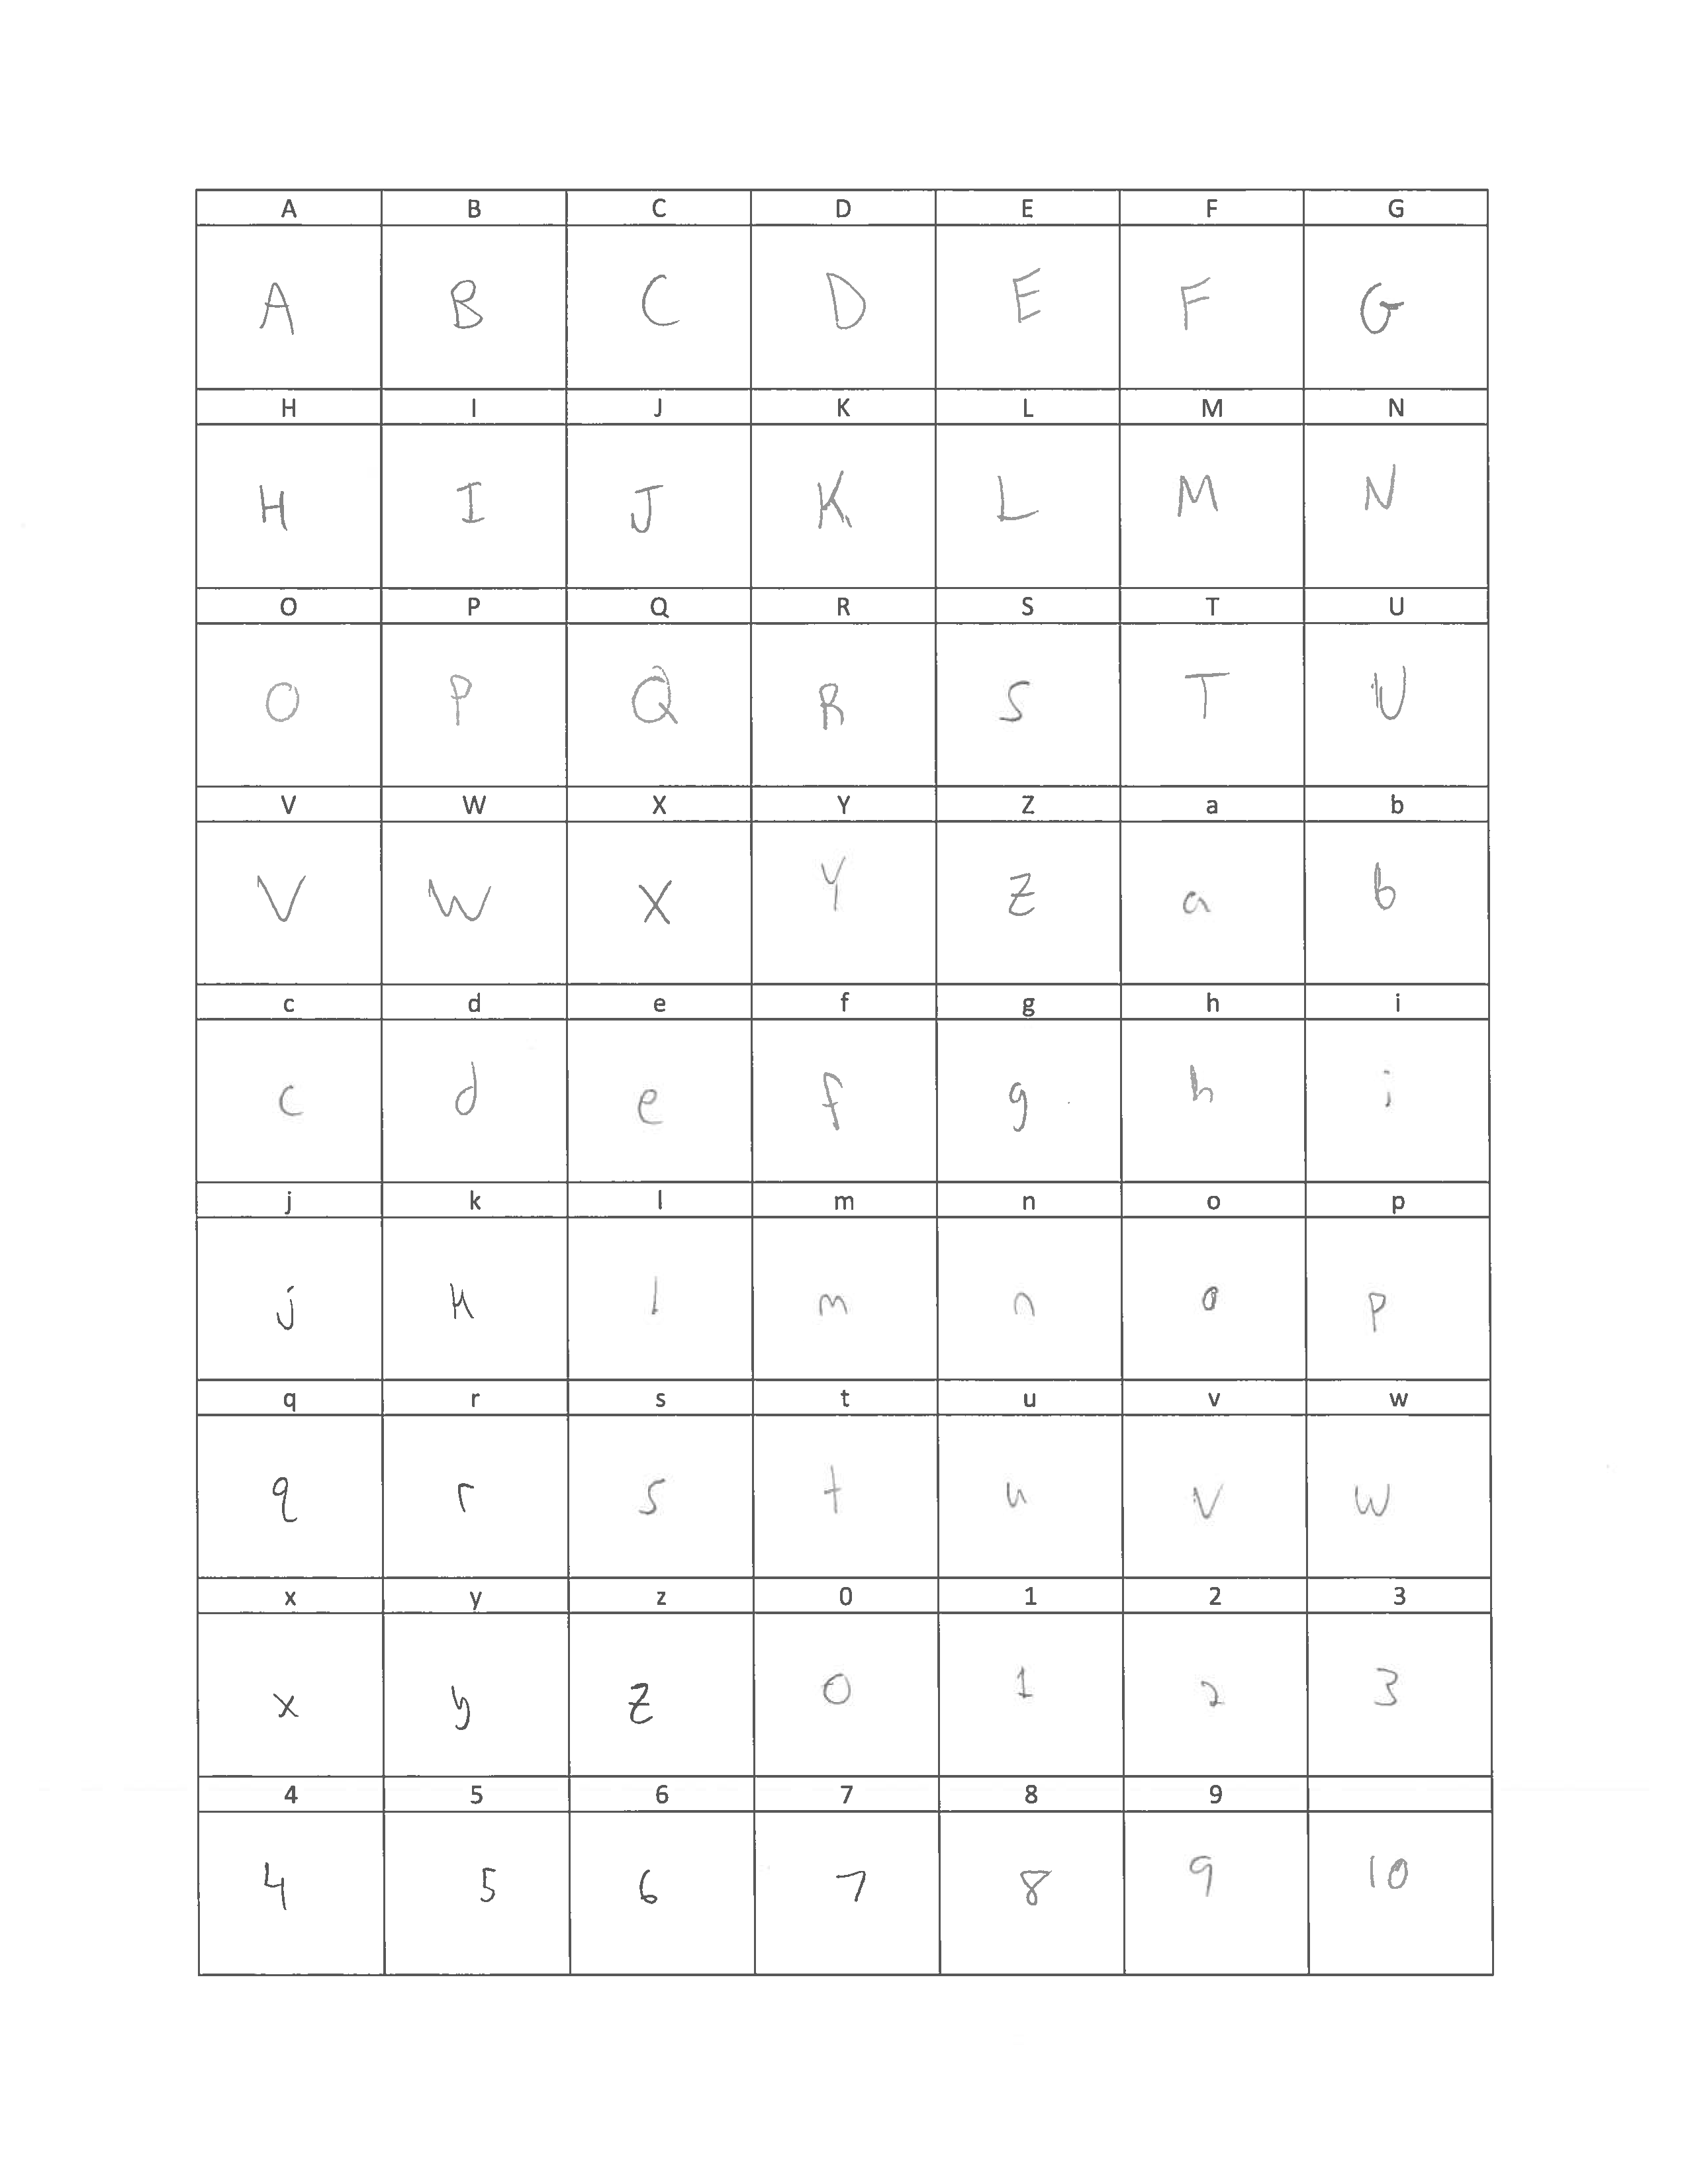 A B C D E F G
A B C D E F G
H I J K L M N
H I J K L M N
O P Q R S T U
O P Q R S T U
V W X Y Z a b
V W X Y Z a b
c d e f g h i
c d e f g h i
j k l m n o p
j k l m n o p
q r s t u v w
q r s t u v w
x y z 0 1 2 3
x y z 0 1 2 3
4 5 6 7 8 9
4 5 6 7 8 9 10